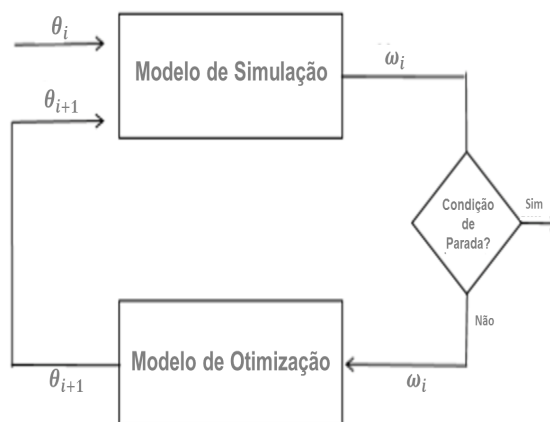 θᵢ
Modelo de Simulação
ωᵢ
θᵢ₊₁
Condição
de
Parada?
Sim
Não
Modelo de Otimização
θᵢ₊₁
ωᵢ